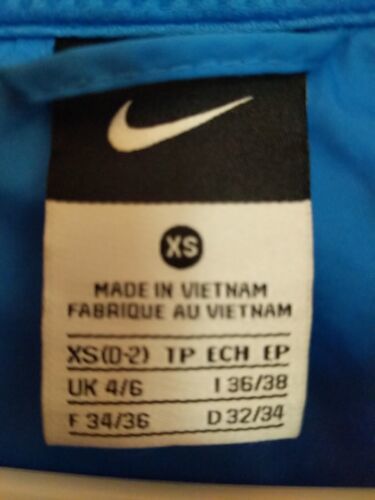 XS
MADE IN VIETNAM
FABRIQUE AU VIETNAM
XS(0-2) TP ECH EP
UK 4/6 I 36/38
F 34/36 D 32/34